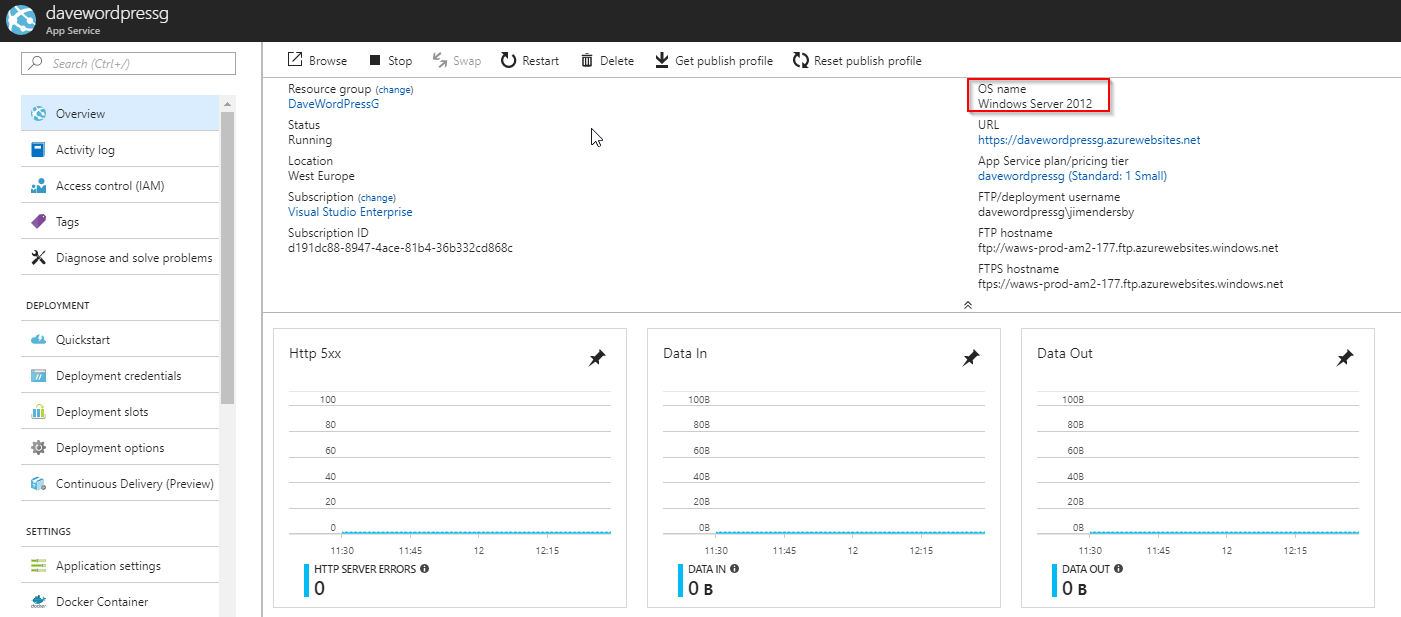 davewordpressg
App Service
Search (Ctrl+/)
Overview
Activity log
Access control (IAM)
Tags
Diagnose and solve problems
DEPLOYMENT
Quickstart
Deployment credentials
Deployment slots
Deployment options
Continuous Delivery (Preview)
SETTINGS
Application settings
docker
Docker Container
Browse Stop Swap Restart Delete Get publish profile Reset publish profile
Resource group (change)
DaveWordPressG
Status
Running
Location
West Europe
Subscription (change)
Visual Studio Enterprise
Subscription ID
d191dc88-8947-4ace-81b4-36b332cd868c
OS name
Windows Server 2012
URL
https://davewordpressg.azurewebsites.net
App Service plan/pricing tier
davewordpressg (Standard: 1 Small)
FTP/deployment username
davewordpressg\jimendersby
FTP hostname
ftp://waws-prod-am2-177.ftp.azurewebsites.windows.net
FTPS hostname
ftps://waws-prod-am2-177.ftp.azurewebsites.windows.net
Http 5xx
100
80
60
40
20
0
11:30 11:45 12 12:15
HTTP SERVER ERRORS
0
Data In
100B
80B
60B
40B
20B
0B
11:30 11:45 12 12:15
DATA IN
0 B
Data Out
100B
80B
60B
40B
20B
0B
11:30 11:45 12 12:15
DATA OUT
0 B